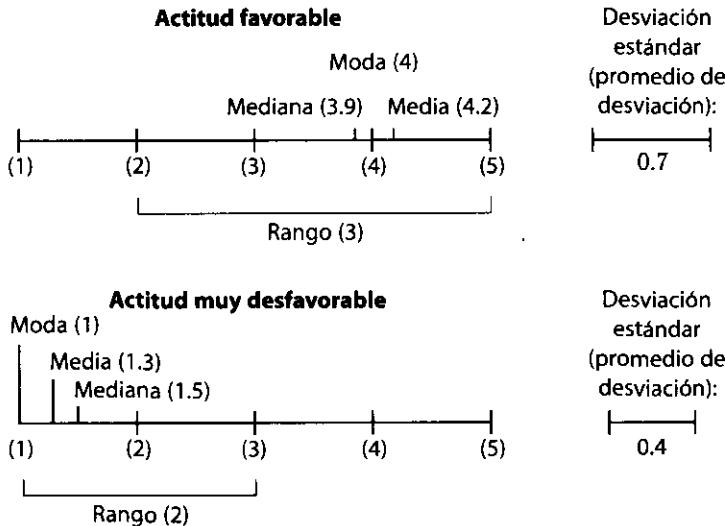 Actitud favorable
Moda (4)
Mediana (3.9)
Media (4.2)
(1)
(2)
(3)
(4)
(5)
Rango (3)
Desviación
estándar
(promedio de
desviación):
0.7
Actitud muy desfavorable
Moda (1)
Media (1.3)
Mediana (1.5)
(1)
(2)
(3)
(4)
(5)
Rango (2)
Desviación
estándar
(promedio de
desviación):
0.4